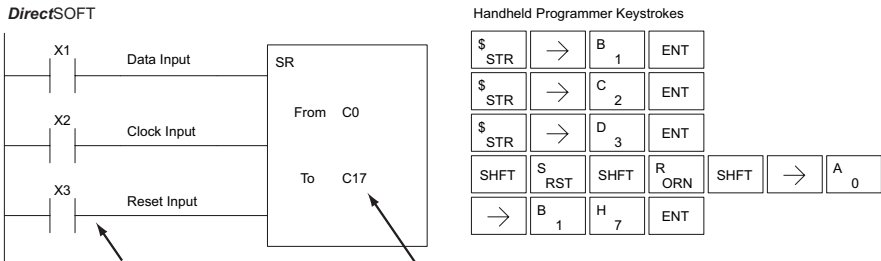 DirectSOFT
X1
Data Input
X2
Clock Input
X3
Reset Input
SR
From C0
To C17
Handheld Programmer Keystrokes
$ STR → B 1 ENT
$ STR → C 2 ENT
$ STR → D 3 ENT
SHFT S RST SHFT R ORN SHFT → A 0
→ B 1 H 7 ENT